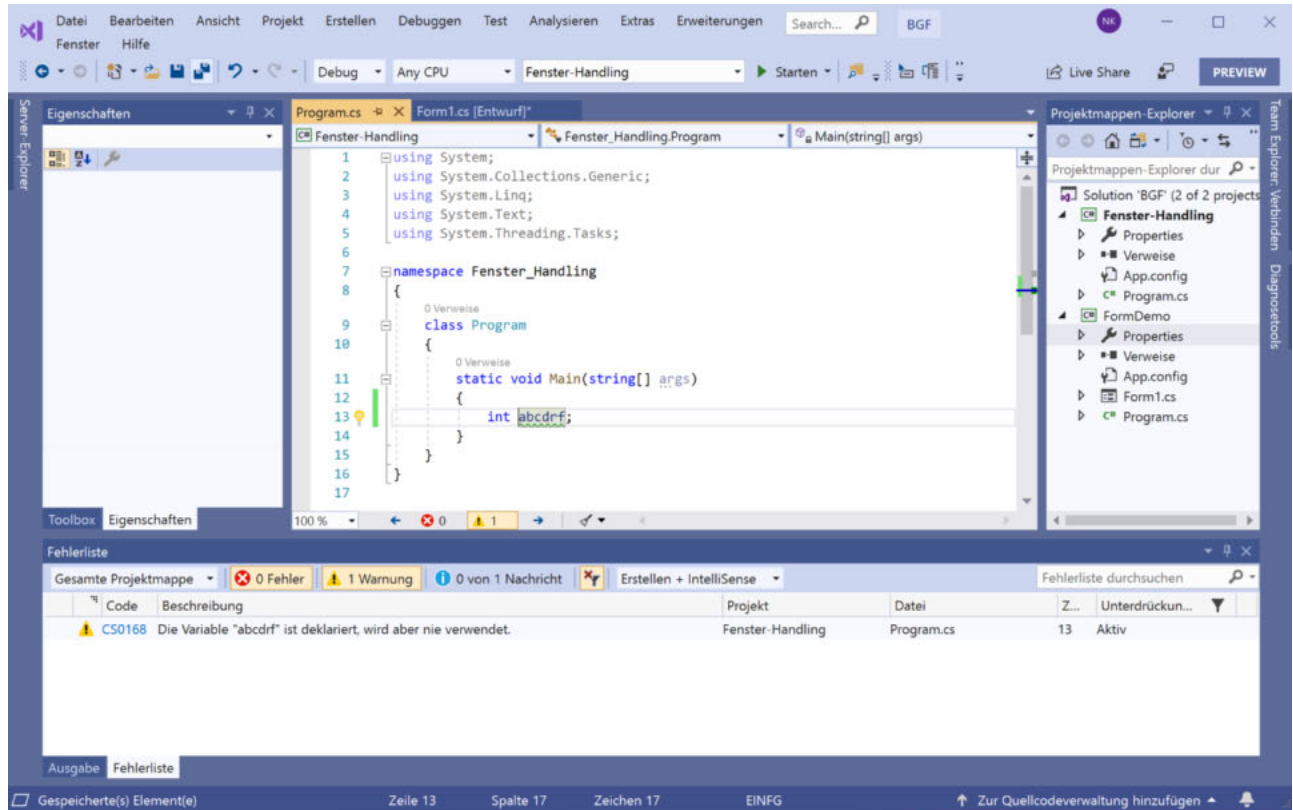 Datei Bearbeiten Ansicht Projekt Erstellen Debuggen Test Analysieren Extras Erweiterungen Search... BGF NK
Fenster Hilfe
Debug Any CPU Fenster-Handling Starten Live Share PREVIEW
Server-Explorer
Eigenschaften
Toolbox Eigenschaften
Program.cs Form1.cs [Entwurf]*
C# Fenster-Handling Fenster_Handling.Program Main(string[] args)
1 using System;
2 using System.Collections.Generic;
3 using System.Linq;
4 using System.Text;
5 using System.Threading.Tasks;
6
7 namespace Fenster_Handling
8 {
0 Verweise
9 class Program
10 {
0 Verweise
11 static void Main(string[] args)
12 {
13 int abcdrf;
14 }
15 }
16 }
17
100 % 0 1
Projektmappen-Explorer
Projektmappen-Explorer dur
Solution 'BGF' (2 of 2 projects
C# Fenster-Handling
Properties
Verweise
App.config
C# Program.cs
C# FormDemo
Properties
Verweise
App.config
Form1.cs
C# Program.cs
Team Explorer: Verbinden Diagnosetools
Fehlerliste
Gesamte Projektmappe 0 Fehler 1 Warnung 0 von 1 Nachricht Erstellen + IntelliSense Fehlerliste durchsuchen
Code Beschreibung Projekt Datei Z... Unterdrückun...
CS0168 Die Variable "abcdrf" ist deklariert, wird aber nie verwendet. Fenster-Handling Program.cs 13 Aktiv
Ausgabe Fehlerliste
Gespeicherte(s) Element(e) Zeile 13 Spalte 17 Zeichen 17 EINFG Zur Quellcodeverwaltung hinzufügen